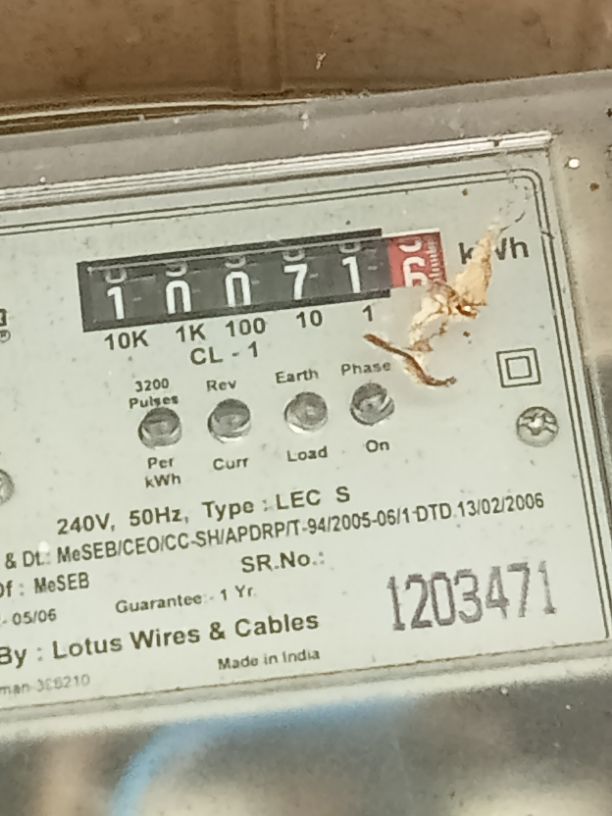 1 0 0 7 1 6 kWh
10K 1K 100 10 1
CL - 1
3200 Pulses Rev Earth Phase
Per kWh Curr Load On
240V, 50Hz, Type : LEC S
& Dt.: MeSEB/CEO/CC-SH/APDRP/T-94/2005-06/1 DTD.13/02/2006
Of : MeSEB SR.No.:
- 05/06 Guarantee - 1 Yr. 1203471
By : Lotus Wires & Cables
Made in India